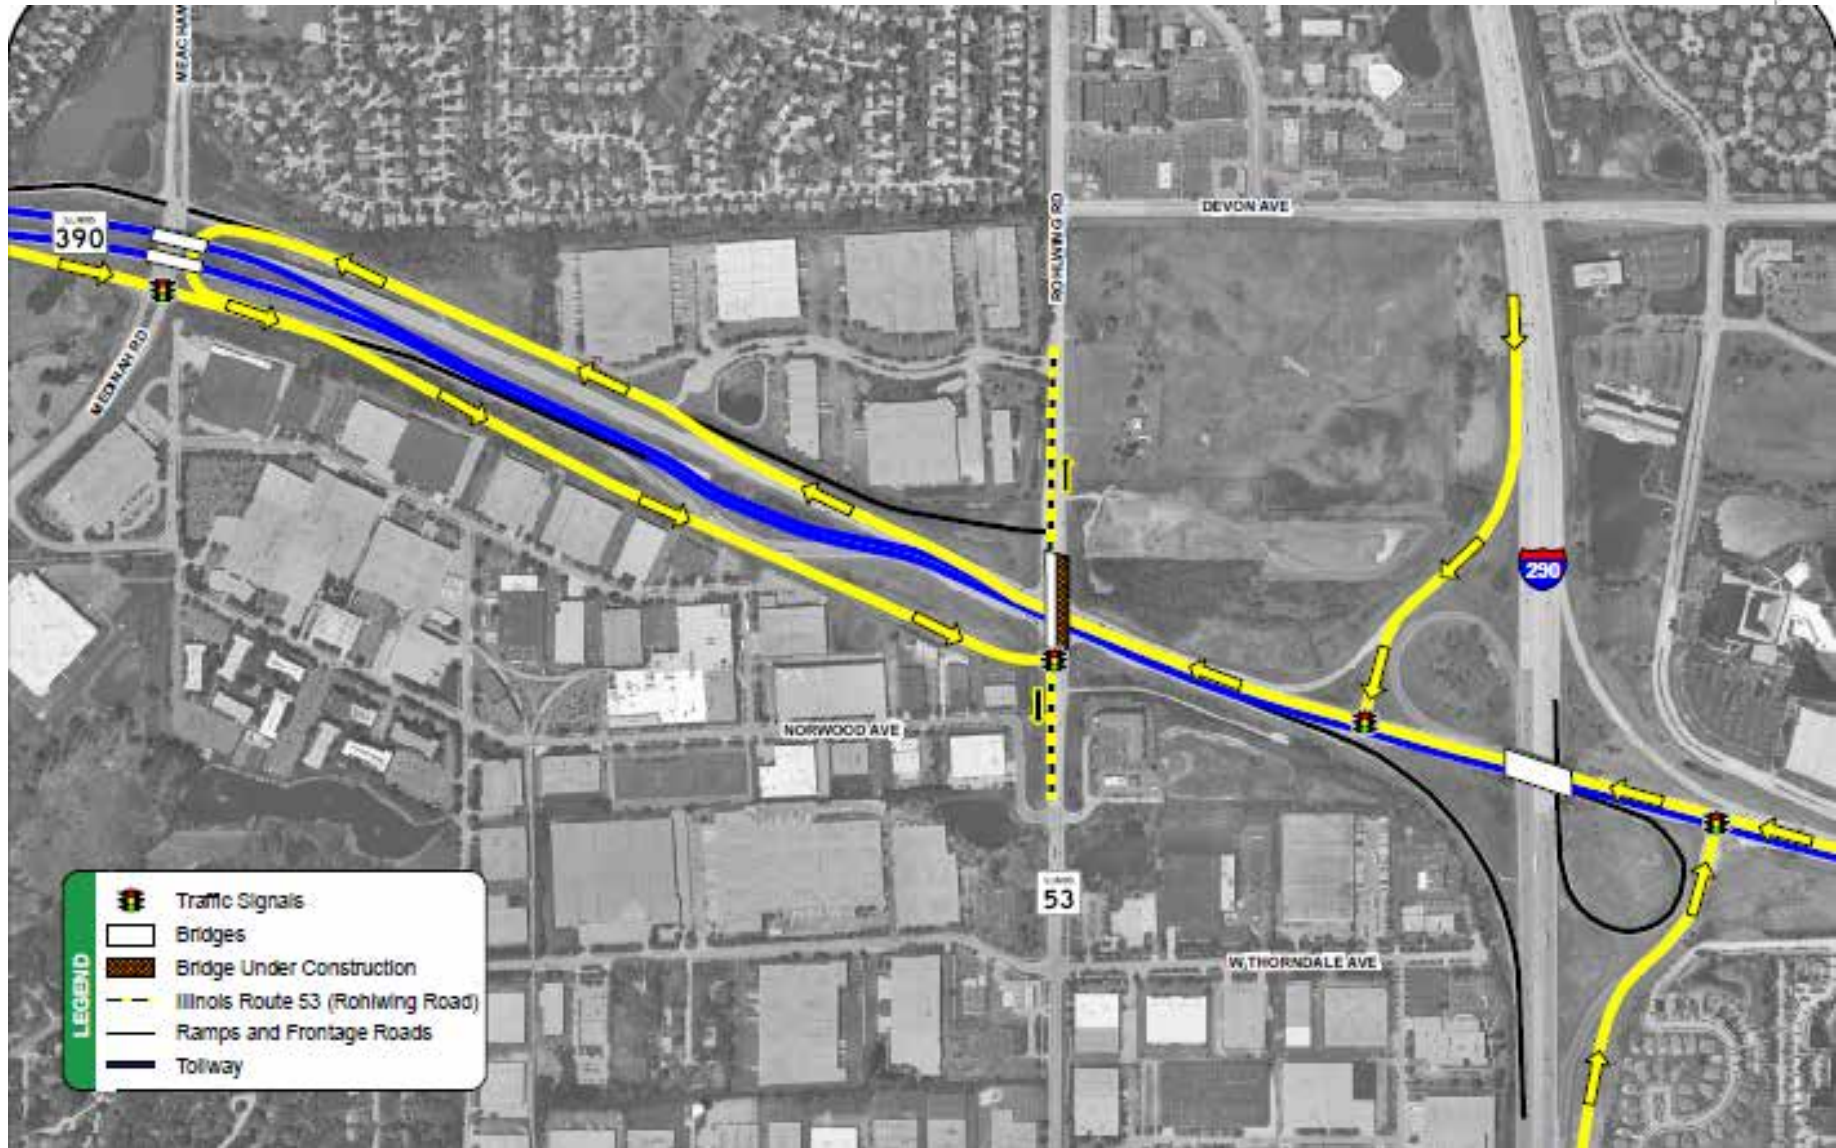 MEACHAM
390
DEVON AVE
ROHLWING RD
MEDINAH RD
290
NORWOOD AVE
53
W,THORNDALE AVE
LEGEND
Traffic Signals
Bridges
Bridge Under Construction
Illinois Route 53 (Rohlwing Road)
Ramps and Frontage Roads
Tollway